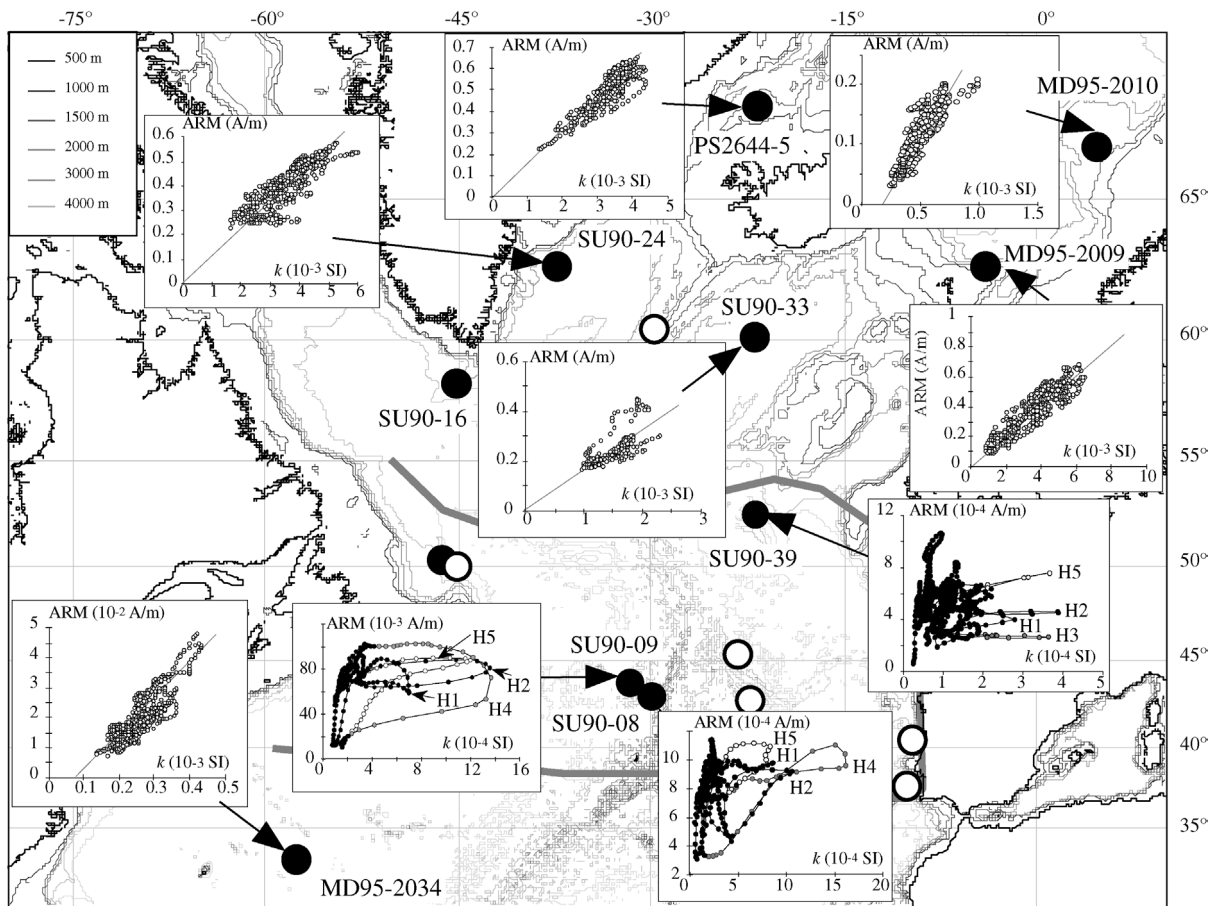 -75° -60° -45° -30° -15° 0°
500 m
1000 m
1500 m
2000 m
3000 m
4000 m
ARM (A/m)
0.7
0.6
0.5
0.4
0.3
0.2
0.1
0
k (10-3 SI)
0 1 2 3 4 5
PS2644-5
ARM (A/m)
0.2
0.1
0
k (10-3 SI)
0 0.5 1.0 1.5
MD95-2010
ARM (A/m)
0.6
0.5
0.4
0.3
0.2
0.1
0
k (10-3 SI)
0 1 2 3 4 5 6
SU90-24
65°
MD95-2009
SU90-33
60°
SU90-16
ARM (A/m)
0.6
0.4
0.2
0
k (10-3 SI)
0 1 2 3
ARM (A/m)
1
0.8
0.6
0.4
0.2
0
k (10-3 SI)
0 2 4 6 8 10
55°
SU90-39
50°
ARM (10-4 A/m)
12
8
4
0
H5
H2
H1
H3
k (10-4 SI)
0 1 2 3 4 5
45°
ARM (10-2 A/m)
5
4
3
2
1
0
k (10-3 SI)
0 0.1 0.2 0.3 0.4 0.5
ARM (10-3 A/m)
120
80
40
0
H5
H2
H1
H4
k (10-4 SI)
0 4 8 12 16
SU90-09
SU90-08
ARM (10-4 A/m)
10
8
6
4
2
0
H5
H1
H4
H2
k (10-4 SI)
0 5 10 15 20
40°
35°
MD95-2034